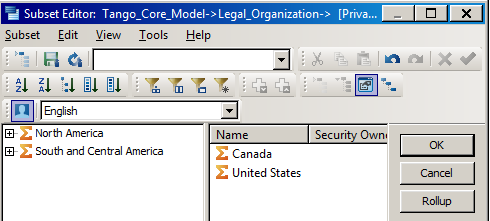 Subset Editor: Tango_Core_Model->Legal_Organization-> [Priva...
Subset Edit View Tools Help
English
North America
South and Central America
Name Security Owne
Canada
United States
OK
Cancel
Rollup